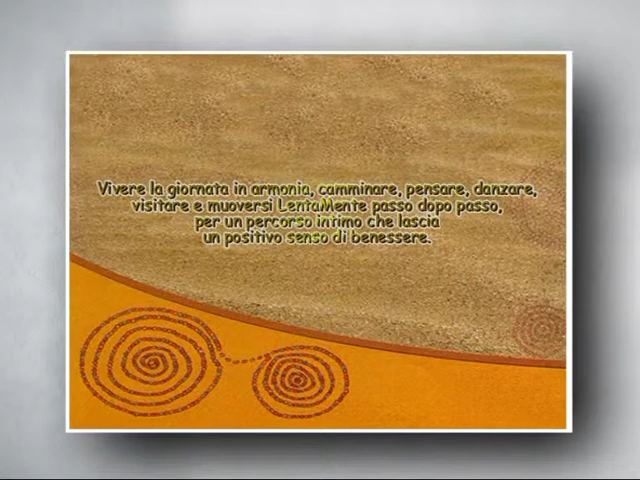 Vivere la giornata in armonia, camminare, pensare, danzare,
visitare e muoversi LentaMente passo dopo passo,
per un percorso intimo che lascia
un positivo senso di benessere.